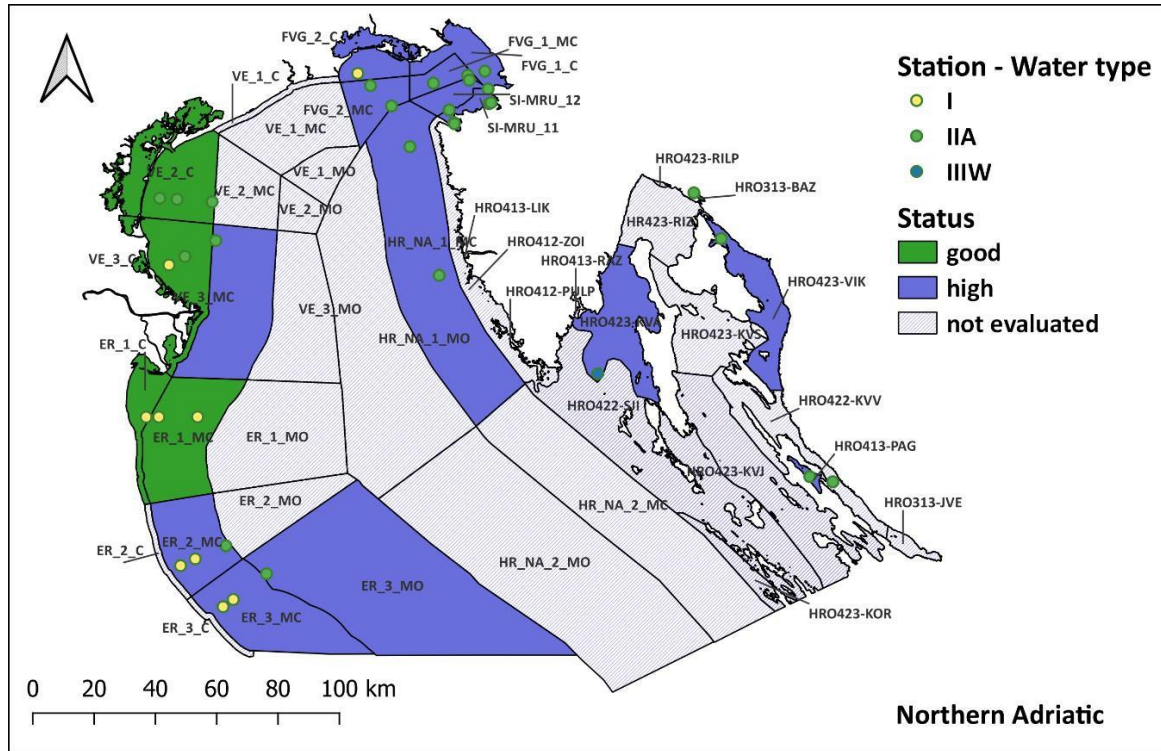 FVG_2_C
FVG_1_MC
FVG_1_C
VE_1_C
FVG_2_MC
SI-MRU_12
SI-MRU_11
VE_1_MC
VE_2_C
VE_2_MC
VE_1_MO
VE_2_MO
HRO413-LIK
HR_NA_1_MC
HRO412-ZOI
HRO413-RAZ
HRO412-PULP
VE_3_C
VE_3_MC
VE_3_MO
HR_NA_1_MO
HRO423-RILP
HRO313-BAZ
HR423-RIZ
HRO423-VIK
HRO423-KVA
HRO423-KVS
HRO422-SJI
HRO422-KVV
HRO413-PAG
HRO423-KVJ
HRO313-JVE
ER_1_C
ER_1_MC
ER_1_MO
ER_2_MO
ER_2_C
ER_2_MC
ER_3_MO
ER_3_C
ER_3_MC
HR_NA_2_MC
HR_NA_2_MO
HRO423-KOR
Station - Water type
I
IIA
IIIW
Status
good
high
not evaluated
0 20 40 60 80 100 km
Northern Adriatic